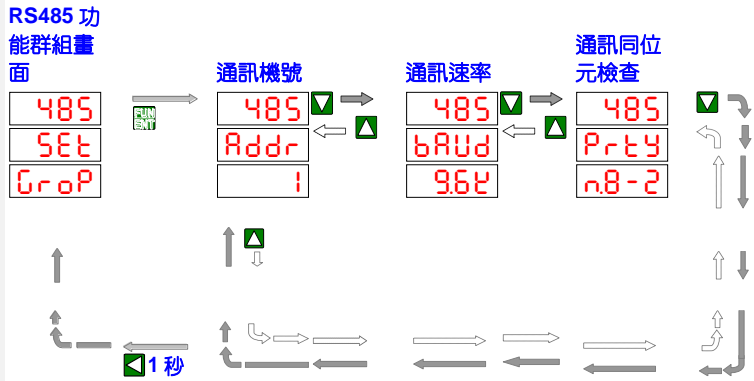 RS485 功
能群組畫
面
通訊機號
通訊速率
通訊同位
元檢查
485
SEt
GroP
FUN
ENT
485
Addr
1
485
bAUd
9.6K
485
PrtY
n.8-2
1 秒